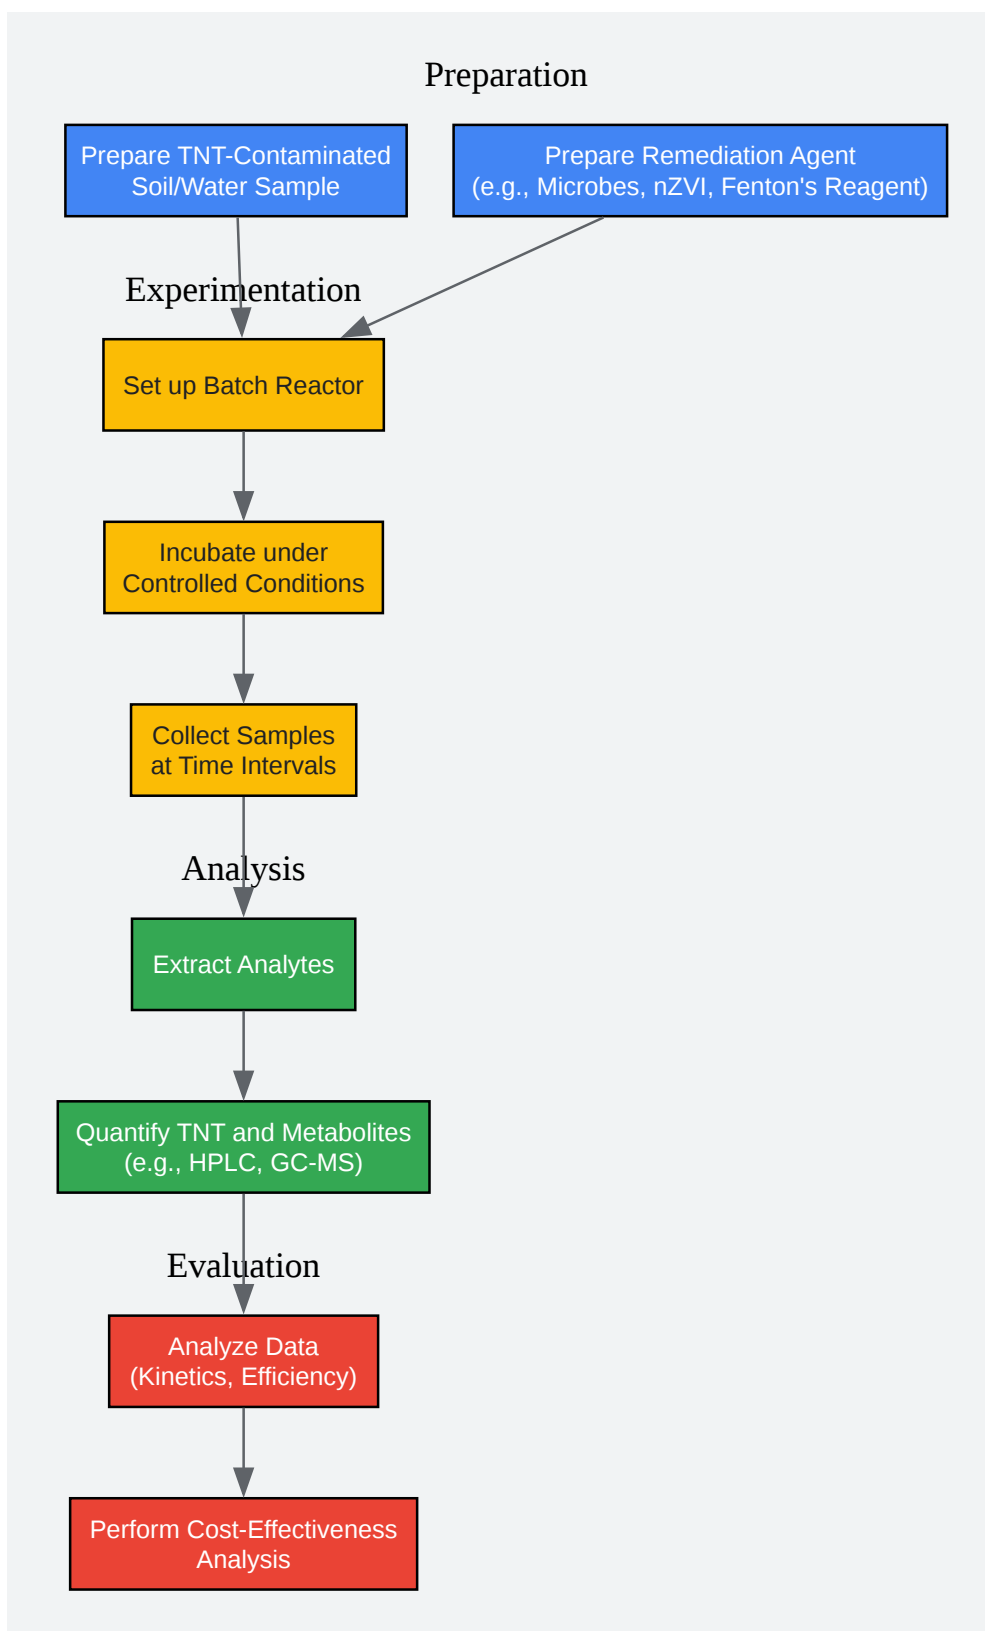 Preparation
Prepare TNT-Contaminated
Soil/Water Sample
Prepare Remediation Agent
(e.g., Microbes, nZVI, Fenton's Reagent)
Experimentation
Set up Batch Reactor
Incubate under
Controlled Conditions
Collect Samples
at Time Intervals
Analysis
Extract Analytes
Quantify TNT and Metabolites
(e.g., HPLC, GC-MS)
Evaluation
Analyze Data
(Kinetics, Efficiency)
Perform Cost-Effectiveness
Analysis